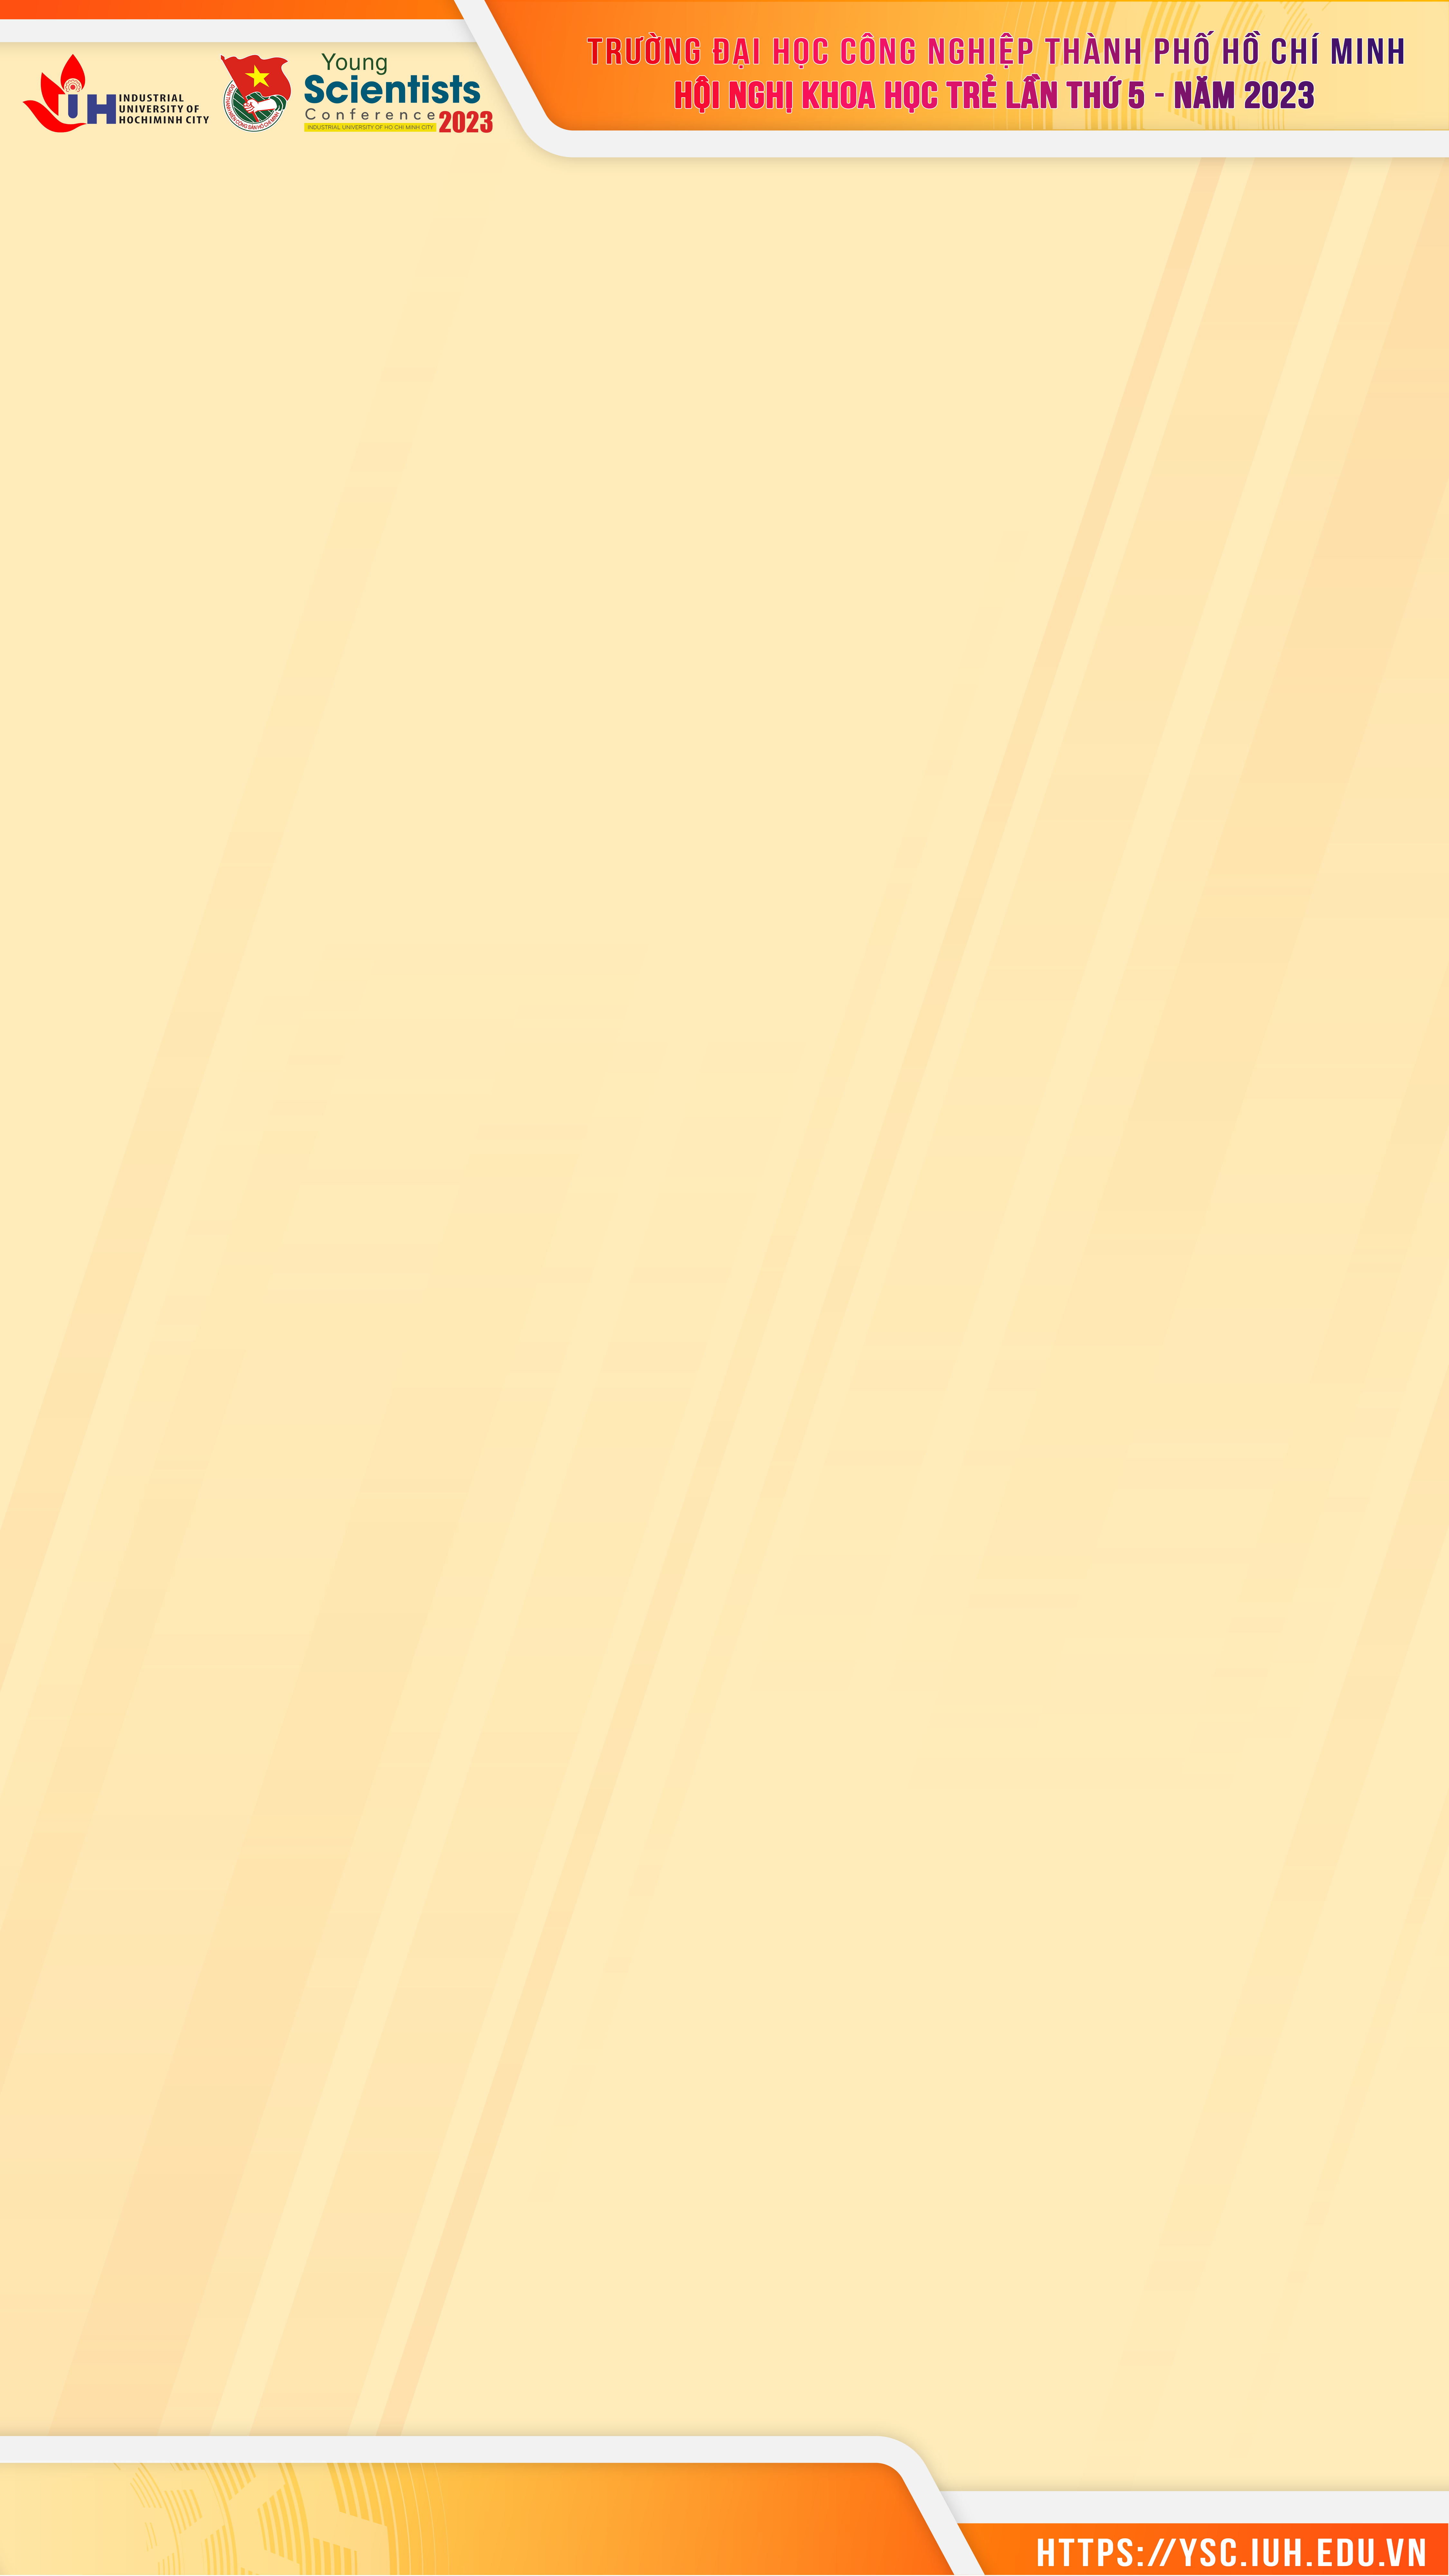 INDUSTRIAL
UNIVERSITY OF
HOCHIMINH CITY
IUH
Young
Scientists
Conference
INDUSTRIAL UNIVERSITY OF HO CHI MINH CITY
2023
TRƯỜNG ĐẠI HỌC CÔNG NGHIỆP THÀNH PHỐ HỒ CHÍ MINH
HỘI NGHỊ KHOA HỌC TRẺ LẦN THỨ 5 - NĂM 2023
HTTPS://YSC.IUH.EDU.VN